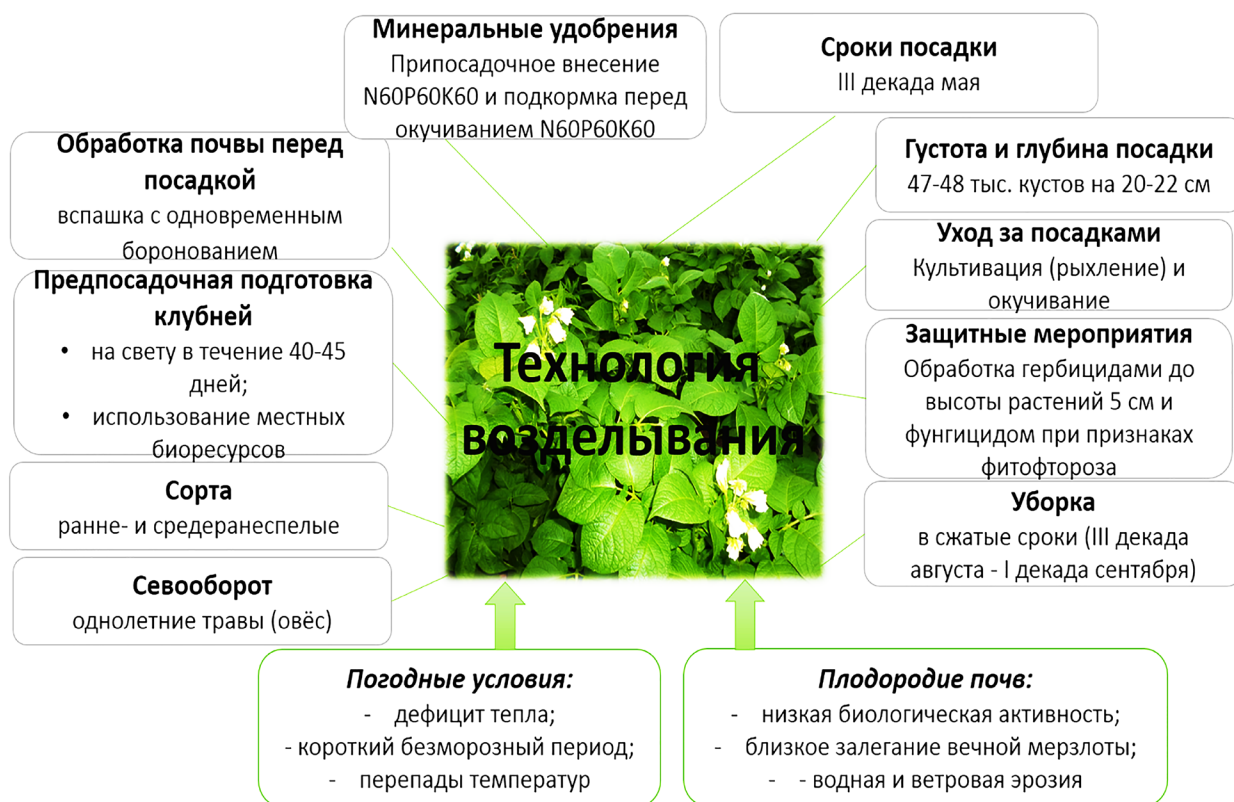 Минеральные удобрения
Припосадочное внесение
N60P60K60 и подкормка перед
окучиванием N60P60K60
Сроки посадки
III декада мая
Обработка почвы перед
посадкой
вспашка с одновременным
боронованием
Густота и глубина посадки
47-48 тыс. кустов на 20-22 см
Предпосадочная подготовка
клубней
• на свету в течение 40-45
дней;
• использование местных
биоресурсов
Уход за посадками
Культивация (рыхление) и
окучивание
Технология
возделывания
Защитные мероприятия
Обработка гербицидами до
высоты растений 5 см и
фунгицидом при признаках
фитофтороза
Сорта
ранне- и средеранеспелые
Уборка
в сжатые сроки (III декада
августа - I декада сентября)
Севооборот
однолетние травы (овёс)
Погодные условия:
- дефицит тепла;
- короткий безморозный период;
- перепады температур
Плодородие почв:
- низкая биологическая активность;
- близкое залегание вечной мерзлоты;
- - водная и ветровая эрозия